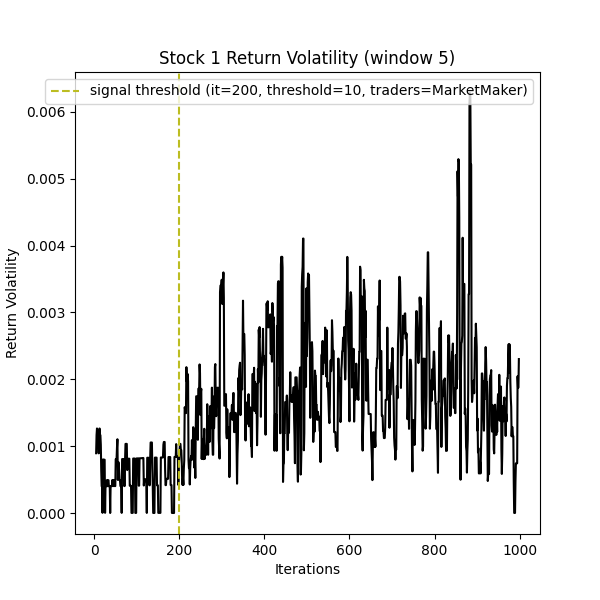 Stock 1 Return Volatility (window 5)
signal threshold (it=200, threshold=10, traders=MarketMaker)
0.006
0.005
0.004
0.003
0.002
0.001
0.000
Return Volatility
0 200 400 600 800 1000
Iterations